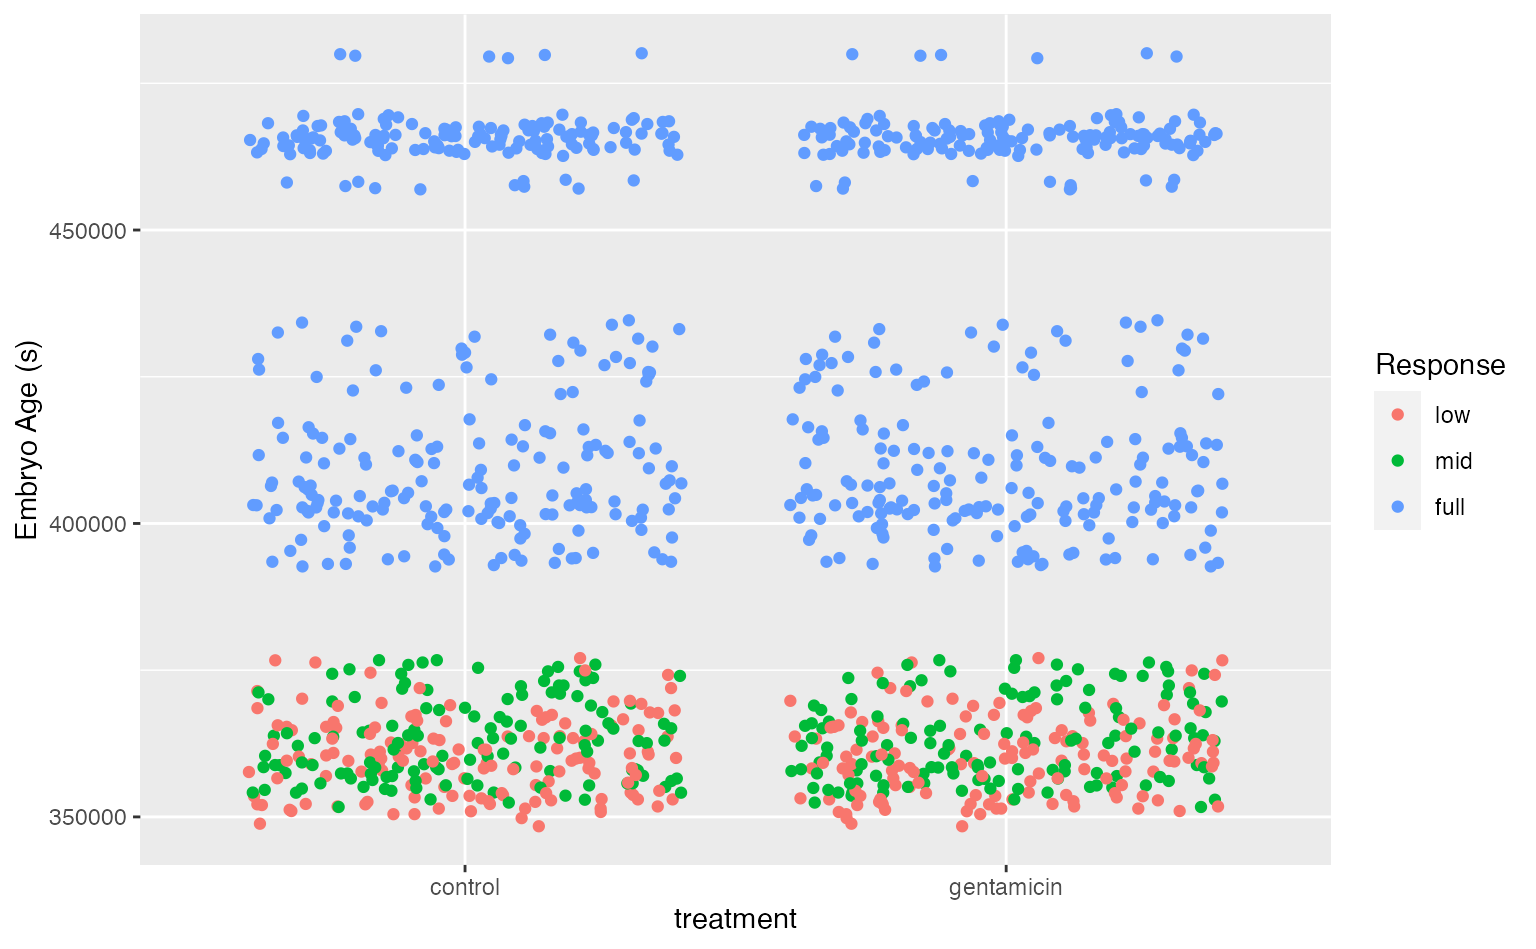 450000
400000
350000
Embryo Age (s)
control
gentamicin
treatment
Response
low
mid
full